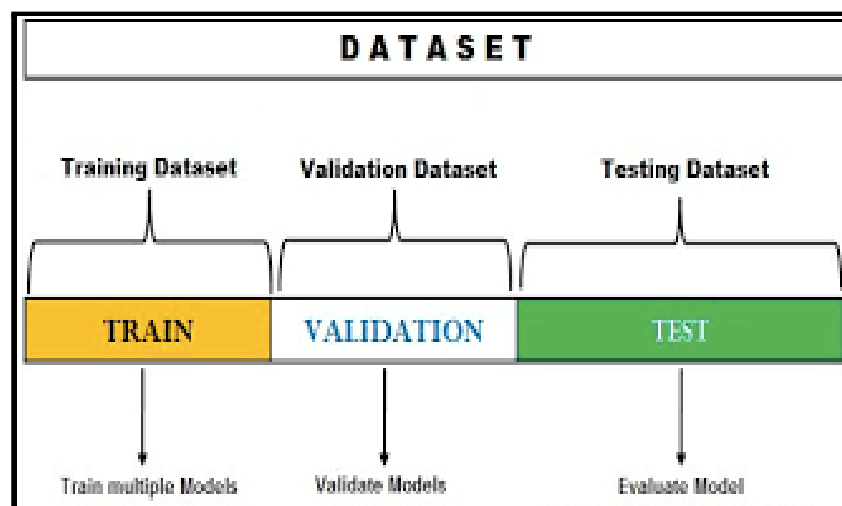 DATASET
Training Dataset
Validation Dataset
Testing Dataset
TRAIN
VALIDATION
TEST
Train multiple Models
Validate Models
Evaluate Model